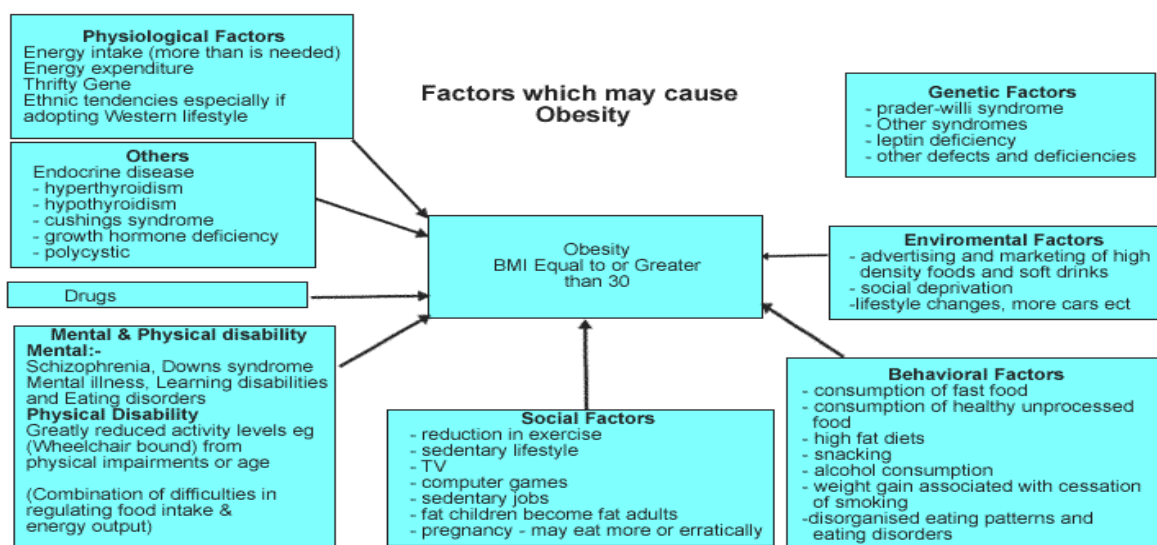 Physiological Factors
Energy intake (more than is needed)
Energy expenditure
Thrifty Gene
Ethnic tendencies especially if
adopting Western lifestyle
Factors which may cause
Obesity
Genetic Factors
- prader-willi syndrome
- Other syndromes
- leptin deficiency
- other defects and deficiencies
Others
Endocrine disease
- hyperthyroidism
- hypothyroidism
- cushings syndrome
- growth hormone deficiency
- polycystic
Obesity
BMI Equal to or Greater
than 30
Enviromental Factors
- advertising and marketing of high
density foods and soft drinks
- social deprivation
-lifestyle changes, more cars ect
Drugs
Mental & Physical disability
Mental:-
Schizophrenia, Downs syndrome
Mental illness, Learning disabilities
and Eating disorders
Physical Disability
Greatly reduced activity levels eg
(Wheelchair bound) from
physical impairments or age
(Combination of difficulties in
regulating food intake &
energy output)
Social Factors
- reduction in exercise
- sedentary lifestyle
- TV
- computer games
- sedentary jobs
- fat children become fat adults
- pregnancy - may eat more or erratically
Behavioral Factors
- consumption of fast food
- consumption of healthy unprocessed
food
- high fat diets
- snacking
- alcohol consumption
- weight gain associated with cessation
of smoking
-disorganised eating patterns and
eating disorders